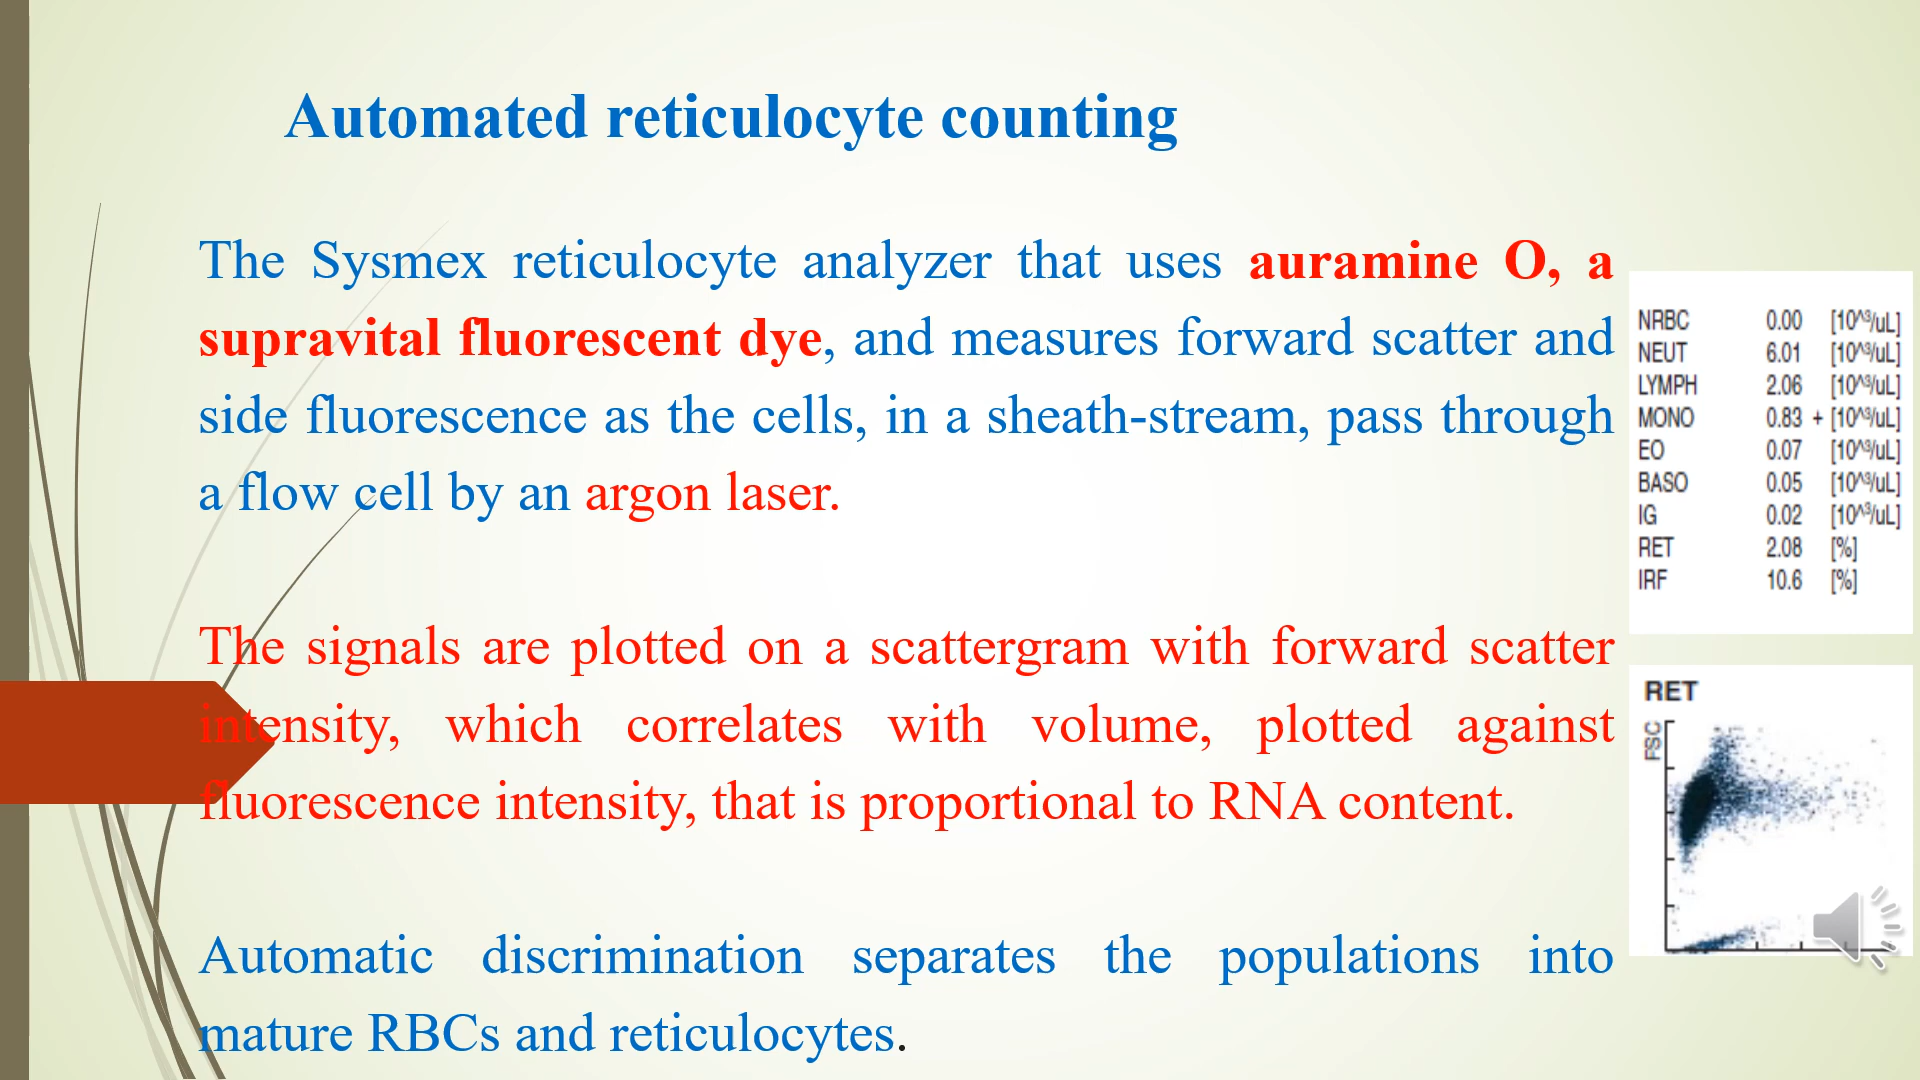 Automated reticulocyte counting
The Sysmex reticulocyte analyzer that uses auramine O, a
supravital fluorescent dye, and measures forward scatter and
side fluorescence as the cells, in a sheath-stream, pass through
a flow cell by an argon laser.
The signals are plotted on a scattergram with forward scatter
intensity, which correlates with volume, plotted against
fluorescence intensity, that is proportional to RNA content.
Automatic discrimination separates the populations into
mature RBCs and reticulocytes.
NRBC 0.00 [10^3/uL]
NEUT 6.01 [10^3/uL]
LYMPH 2.06 [10^3/uL]
MONO 0.83 + [10^3/uL]
EO 0.07 [10^3/uL]
BASO 0.05 [10^3/uL]
IG 0.02 [10^3/uL]
RET 2.08 [%]
IRF 10.6 [%]
RET
FSC